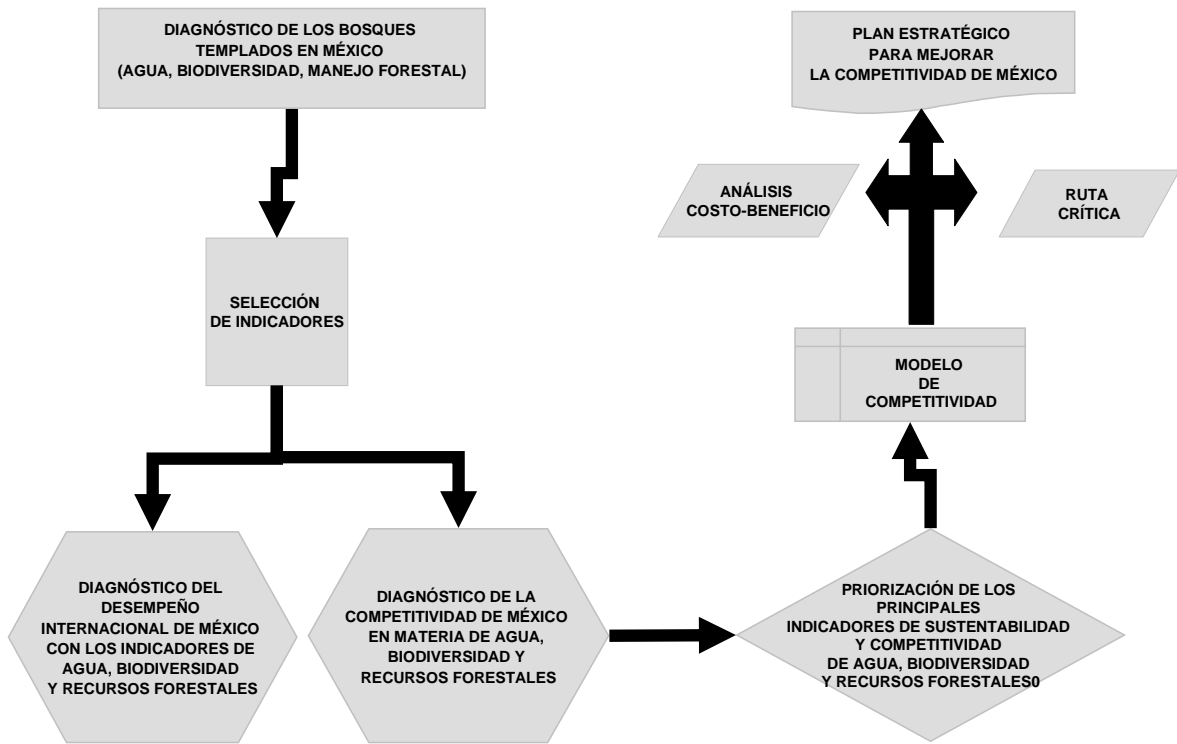 DIAGNÓSTICO DE LOS BOSQUES
TEMPLADOS EN MÉXICO
(AGUA, BIODIVERSIDAD, MANEJO FORESTAL)
SELECCIÓN
DE INDICADORES
DIAGNÓSTICO DEL
DESEMPEÑO
INTERNACIONAL DE MÉXICO
CON LOS INDICADORES DE
AGUA, BIODIVERSIDAD
Y RECURSOS FORESTALES
DIAGNÓSTICO DE LA
COMPETITIVIDAD DE MÉXICO
EN MATERIA DE AGUA,
BIODIVERSIDAD Y
RECURSOS FORESTALES
PRIORIZACIÓN DE LOS
PRINCIPALES
INDICADORES DE SUSTENTABILIDAD
Y COMPETITIVIDAD
DE AGUA, BIODIVERSIDAD
Y RECURSOS FORESTALES0
MODELO
DE
COMPETITIVIDAD
ANÁLISIS
COSTO-BENEFICIO
RUTA
CRÍTICA
PLAN ESTRATÉGICO
PARA MEJORAR
LA COMPETITIVIDAD DE MÉXICO